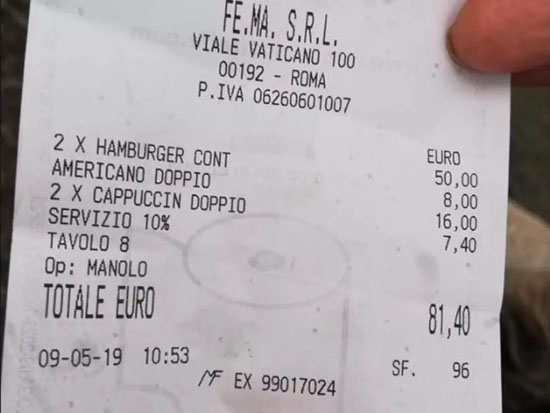 FE.MA. S.R.L.
VIALE VATICANO 100
00192 - ROMA
P.IVA 06260601007
EURO
2 X HAMBURGER CONT 50,00
AMERICANO DOPPIO 8,00
2 X CAPPUCCIN DOPPIO 16,00
SERVIZIO 10% 7,40
TAVOLO 8
Op: MANOLO
TOTALE EURO 81,40
09-05-19 10:53 SF. 96
MF EX 99017024